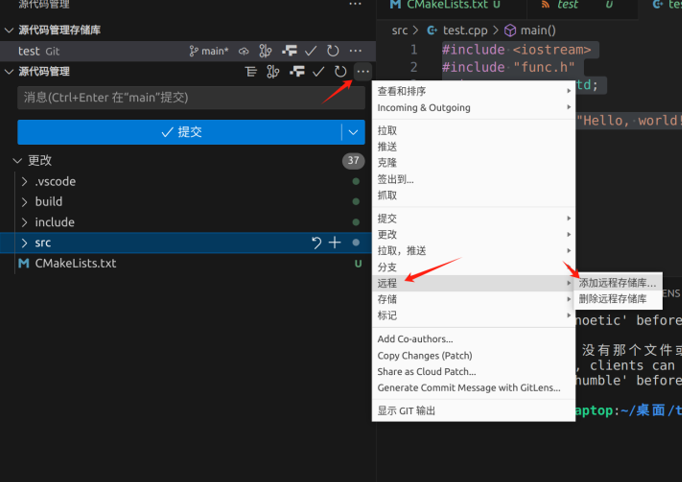 源代码管理
源代码管理存储库
test Git
main*
源代码管理
消息(Ctrl+Enter 在"main"提交)
提交
更改
37
.vscode
build
include
src
CMakeLists.txt
U
查看和排序
Incoming & Outgoing
拉取
推送
克隆
签出到...
抓取
提交
更改
拉取，推送
分支
远程
存储
标记
Add Co-authors...
Copy Changes (Patch)
Share as Cloud Patch...
Generate Commit Message with GitLens...
显示 GIT 输出
添加远程存储库...
删除远程存储库
CMakeLists.txt U
test U
te
src > test.cpp > main()
1 #include <iostream>
2 #include "func.h"
td;
"Hello, world!
ENS
noetic' before
没有那个文件或
, clients can
umble' before
aptop:~/桌面/t